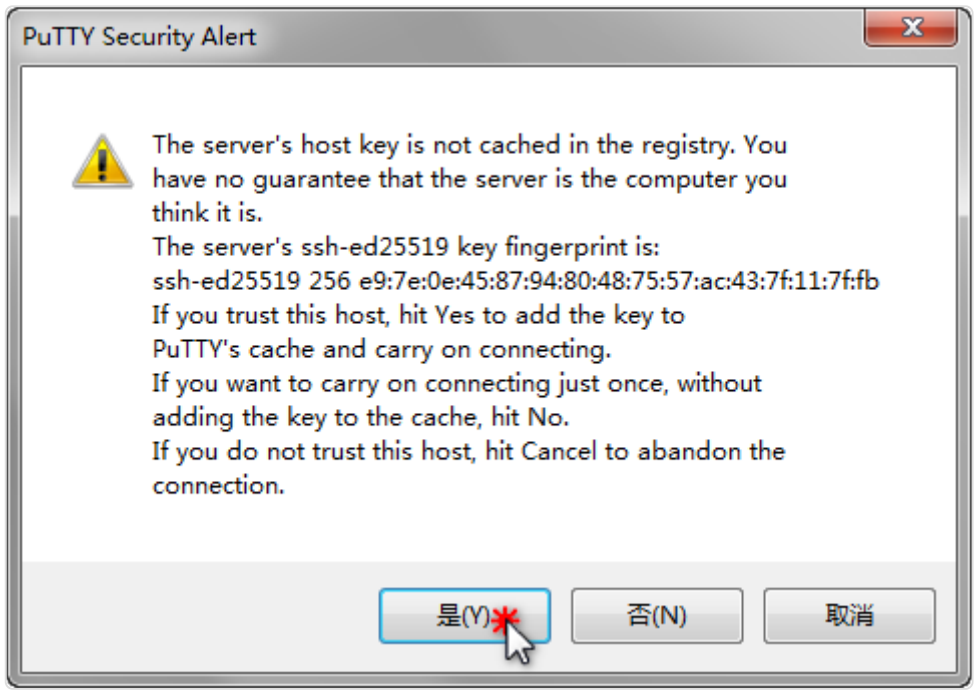 PuTTY Security Alert
The server's host key is not cached in the registry. You
have no guarantee that the server is the computer you
think it is.
The server's ssh-ed25519 key fingerprint is:
ssh-ed25519 256 e9:7e:0e:45:87:94:80:48:75:57:ac:43:7f:11:7f:fb
If you trust this host, hit Yes to add the key to
PuTTY's cache and carry on connecting.
If you want to carry on connecting just once, without
adding the key to the cache, hit No.
If you do not trust this host, hit Cancel to abandon the
connection.
是(Y) 否(N) 取消